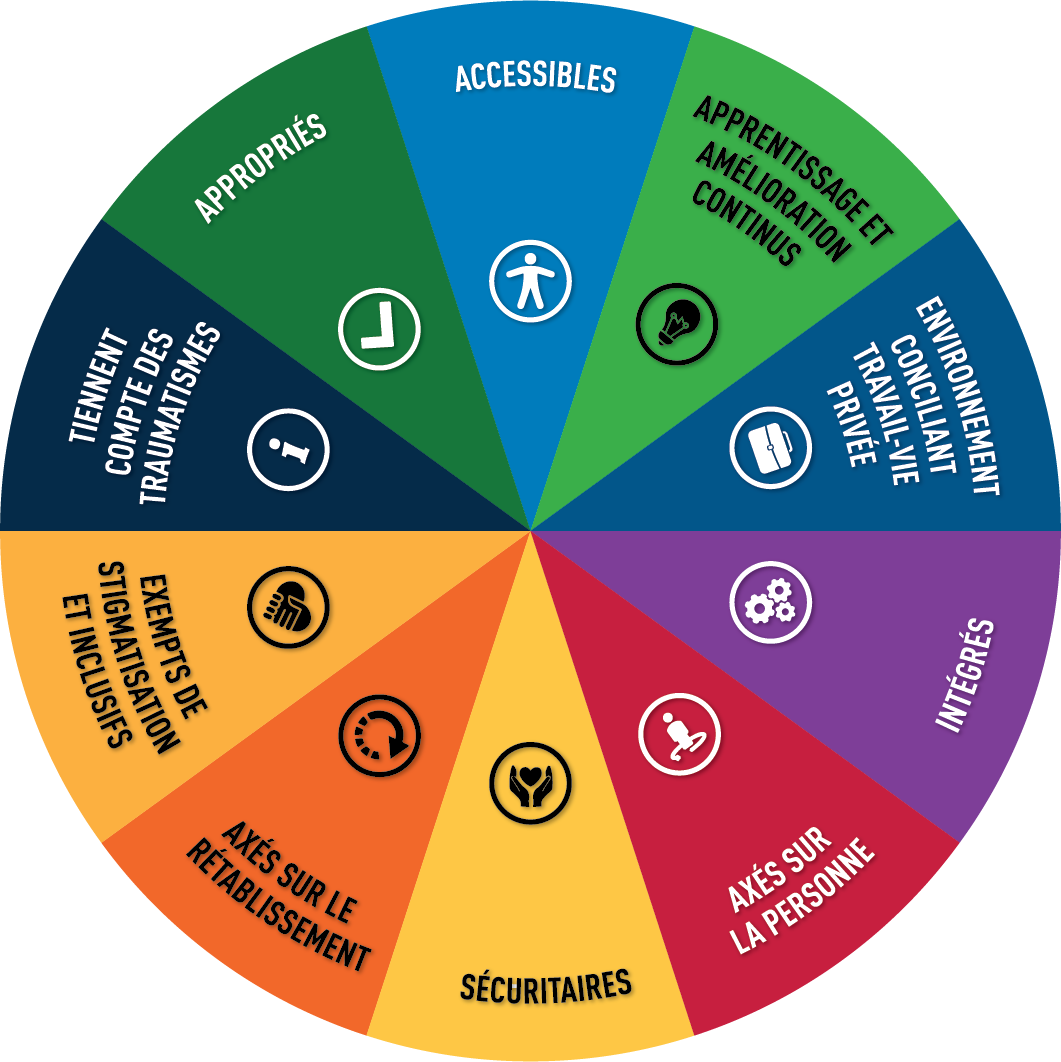 ACCESSIBLES
APPRENTISSAGE ET
AMÉLIORATION
CONTINUS
ENVIRONNEMENT
CONCILIANT
TRAVAIL-VIE
PRIVÉE
INTÉGRÉS
AXÉS SUR
LA PERSONNE
SÉCURITAIRES
AXÉS SUR LE
RÉTABLISSEMENT
EXEMPTS DE
STIGMATISATION
ET INCLUSIFS
TIENNENT
COMPTE DES
TRAUMATISMES
APPROPRIÉS